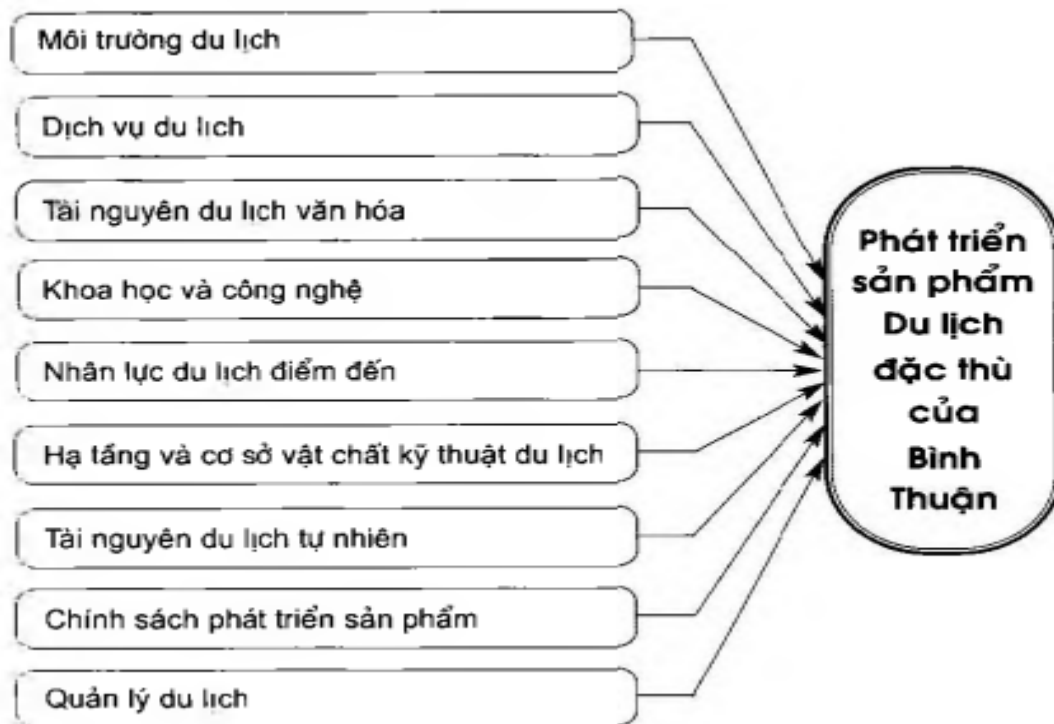 Môi trường du lịch
Dịch vụ du lịch
Tài nguyên du lịch văn hóa
Khoa học và công nghệ
Nhân lực du lịch điểm đến
Hạ tầng và cơ sở vật chất kỹ thuật du lịch
Tài nguyên du lịch tự nhiên
Chính sách phát triển sản phẩm
Quản lý du lịch
Phát triển
sản phẩm
Du lịch
đặc thù
của
Bình
Thuận